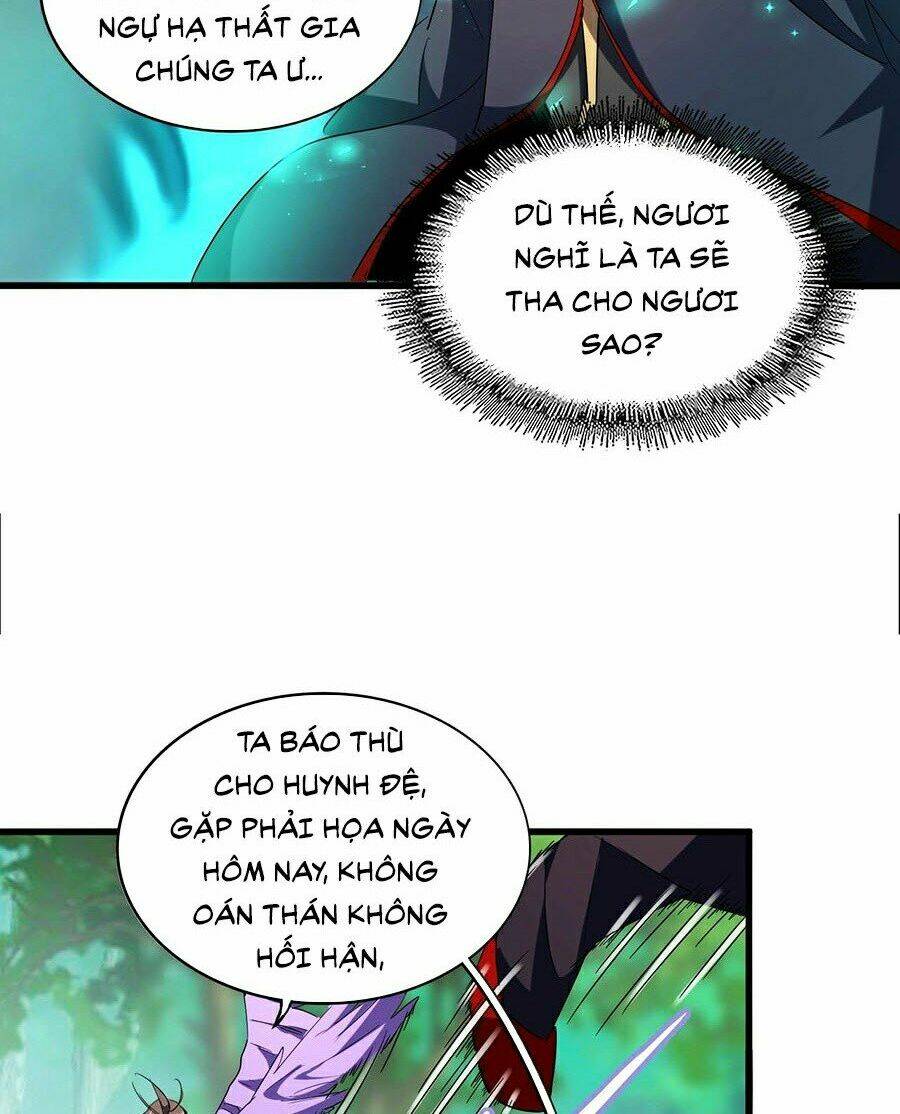 NGỰ HẠ THẤT GIA
CHÚNG TA Ư...
DÙ THẾ, NGƯƠI
NGHĨ LÀ TA SẼ
THA CHO NGƯƠI
SAO?
TA BÁO THÙ
CHO HUYNH ĐỆ,
GẶP PHẢI HỌA NGÀY
HÔM NAY, KHÔNG
OÁN THÁN KHÔNG
HỐI HẬN,